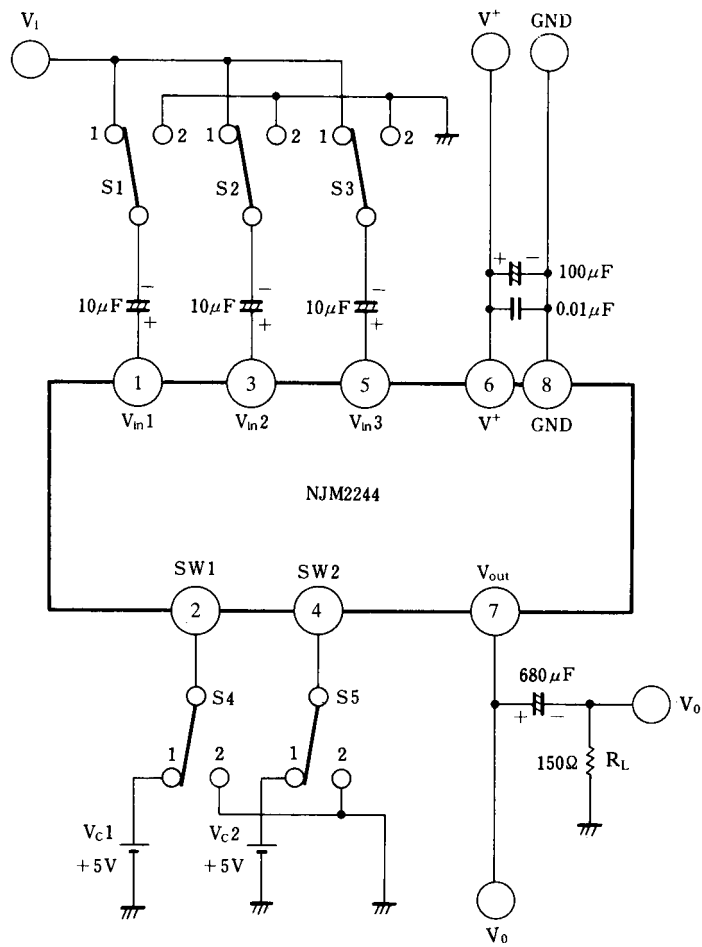 V1 V+ GND
1 2 1 2 1 2
S1 S2 S3
10μF − + 10μF − + 10μF − +
+ − 100μF
0.01μF
1 3 5 6 8
Vin1 Vin2 Vin3 V+ GND
NJM2244
SW1 SW2 Vout
2 4 7
S4 S5 680μF
+ − V0
1 2 1 2
150Ω RL
VC1 VC2
+5V +5V
V0